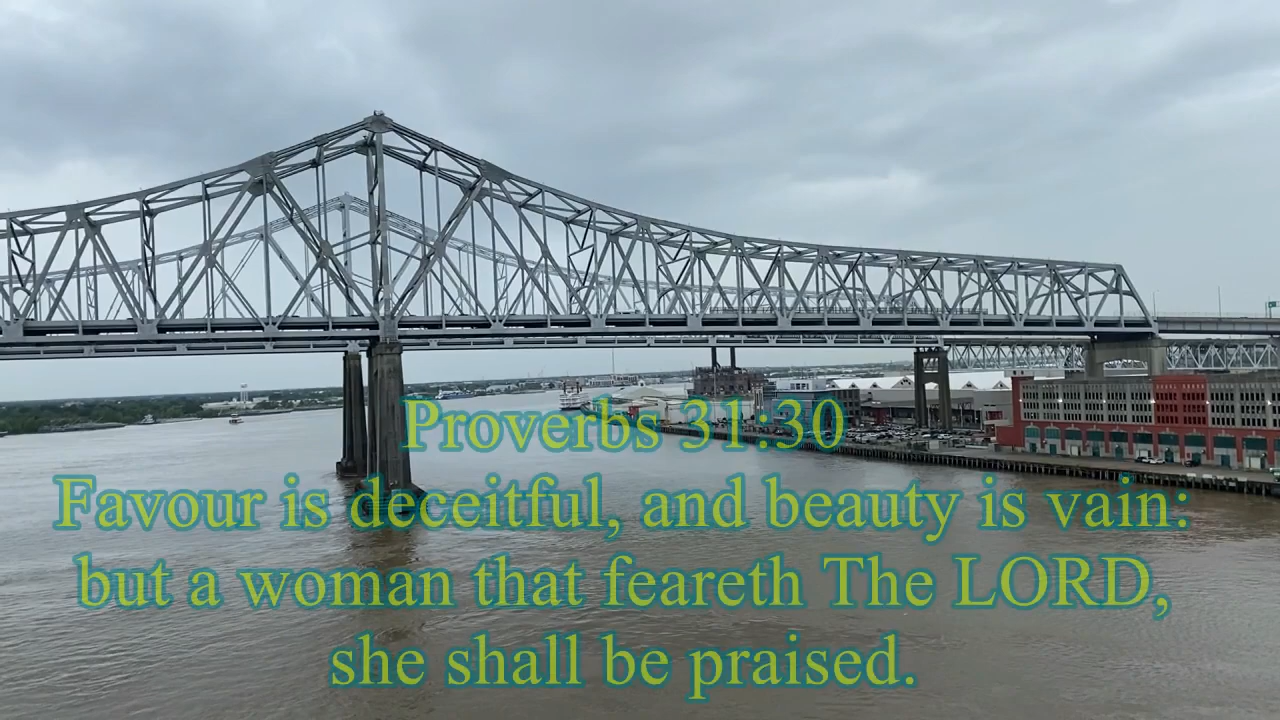 Proverbs 31:30
Favour is deceitful, and beauty is vain:
but a woman that feareth The LORD,
she shall be praised.